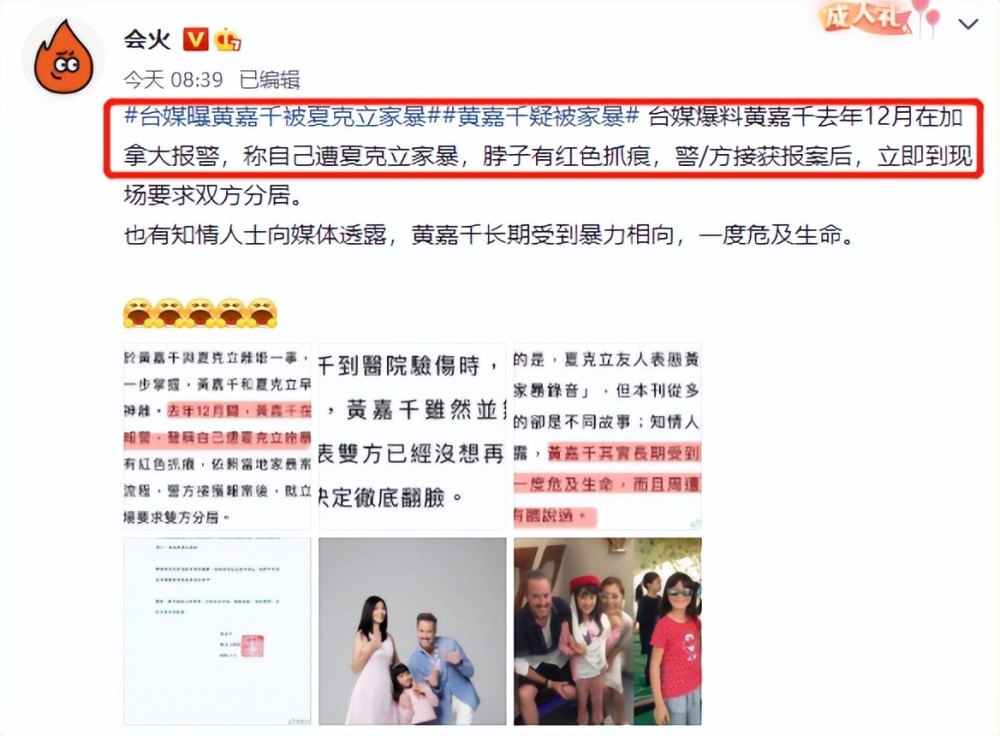 成人礼
会火
今天 08:39 已编辑
#台媒曝黄嘉千被夏克立家暴##黄嘉千疑被家暴# 台媒爆料黄嘉千去年12月在加
拿大报警，称自己遭夏克立家暴，脖子有红色抓痕，警/方接获报案后，立即到现
场要求双方分居。
也有知情人士向媒体透露，黄嘉千长期受到暴力相向，一度危及生命。
於黃嘉千與夏克立離婚一事，
一步掌握，黃嘉千和夏克立早
神離。去年12月間，黃嘉千在
報警，聲稱自己遭夏克立施暴
有紅色抓痕，依照當地家暴案
流程，警方接獲報案後，就立
場要求雙方分居。
千到醫院驗傷時，
，黃嘉千雖然並
表雙方已經沒想再
決定徹底翻臉。
的是，夏克立友人表態黃
家暴錄音」，但本刊從多
的卻是不同故事；知情人
露，黃嘉千其實長期受到
一度危及生命，而且周遭
有聽說過。